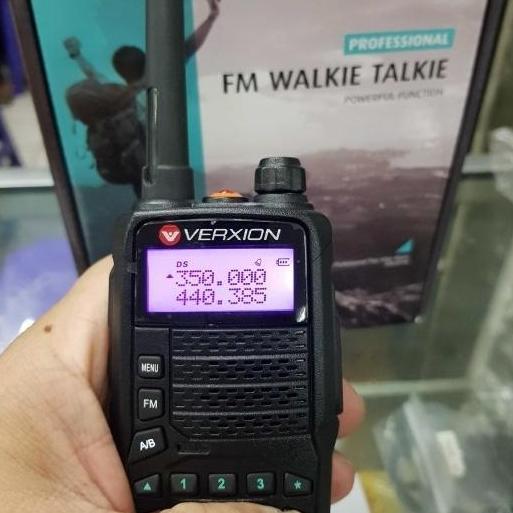 PROFESSIONAL
FM WALKIE TALKIE
POWERFUL FUNCTION
VERXION
DS
350.000
440.385
MENU
FM
A/B
1 2 3 *